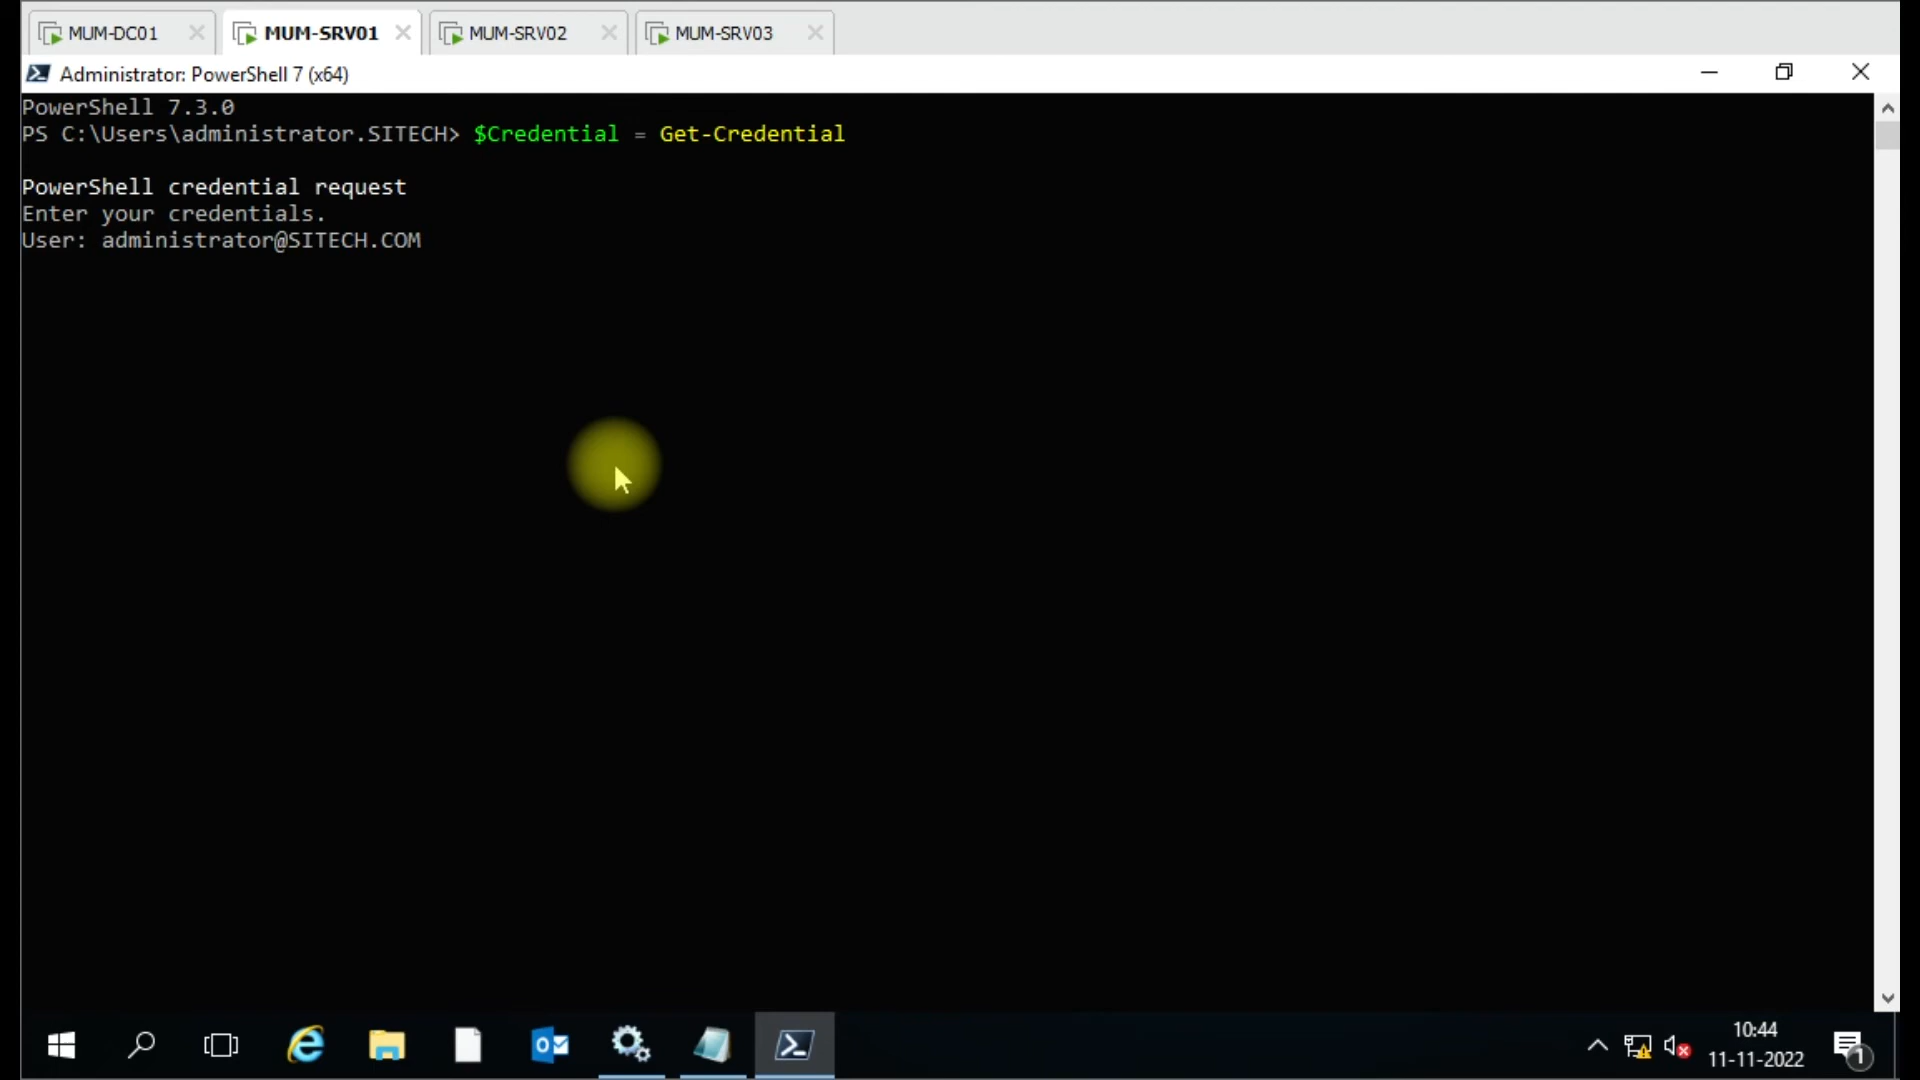 MUM-DC01 MUM-SRV01 MUM-SRV02 MUM-SRV03
Administrator: PowerShell 7 (x64)
PowerShell 7.3.0
PS C:\Users\administrator.SITECH> $Credential = Get-Credential
PowerShell credential request
Enter your credentials.
User: administrator@SITECH.COM
10:44
11-11-2022
1